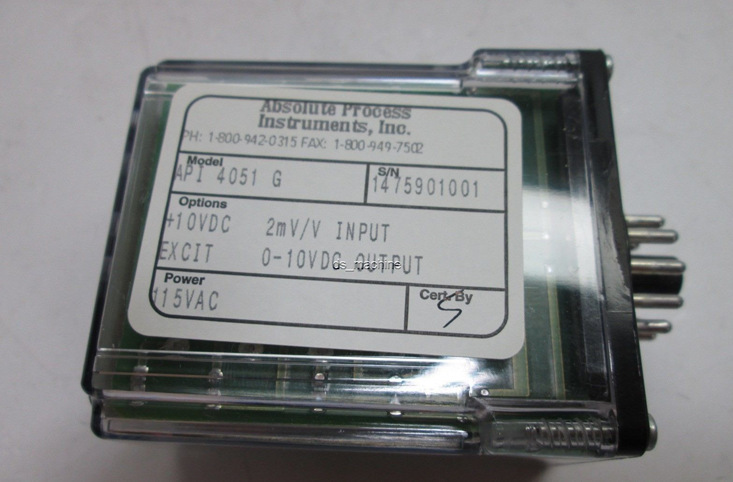 Absolute Process
Instruments, Inc.
PH: 1-800-942-0315 FAX: 1-800-949-7502
Model
API 4051 G
S/N
1475901001
Options
+10VDC 2mV/V INPUT
EXCIT 0-10VDC OUTPUT
os_machine
Power
115VAC
Cert. By